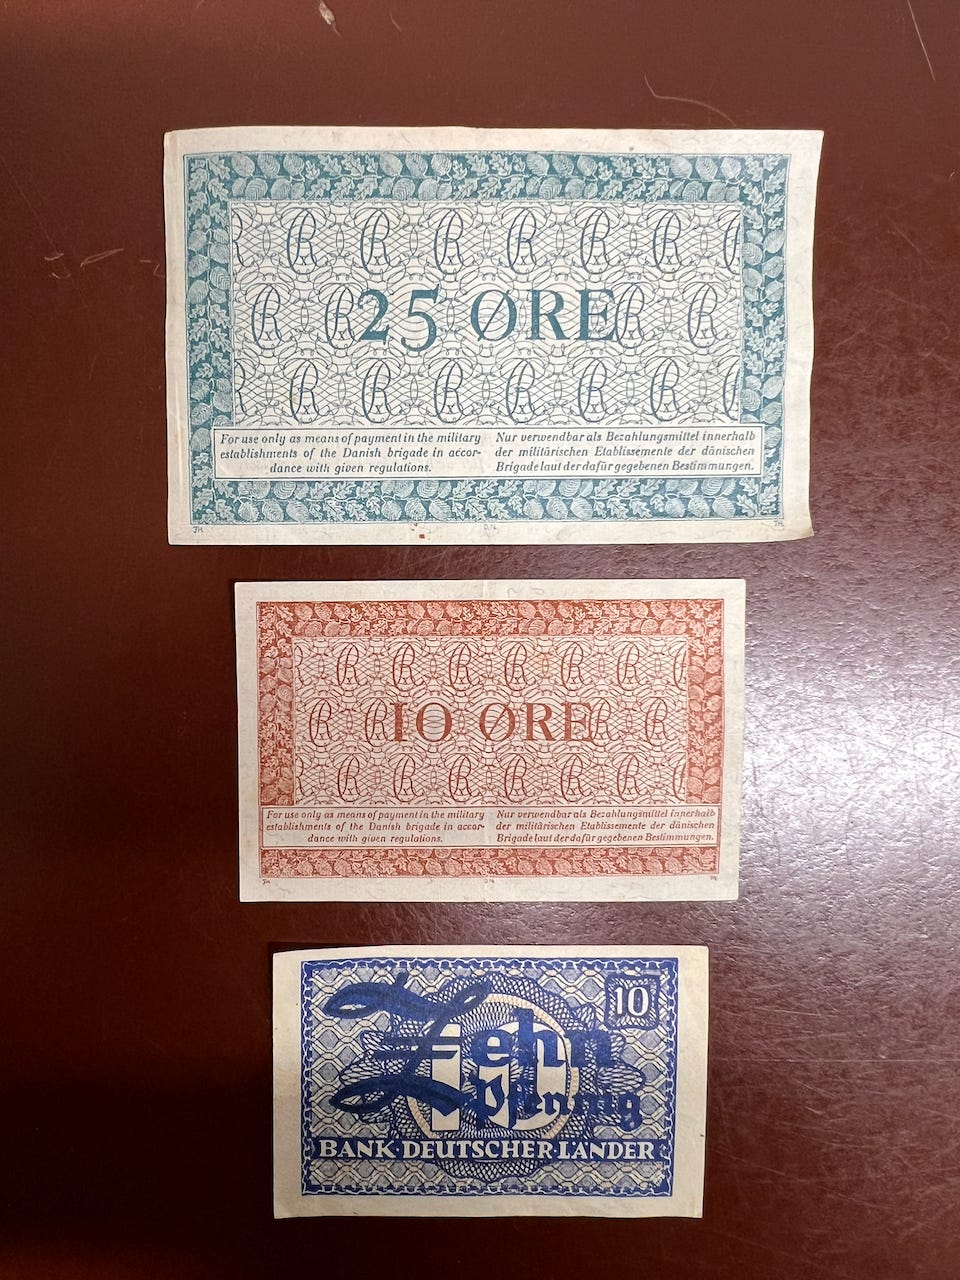 25 ØRE
For use only as means of payment in the military
establishments of the Danish brigade in accor-
dance with given regulations.
Nur verwendbar als Bezahlungsmittel innerhalb
der militärischen Etablissemente der dänischen
Brigade laut der dafür gegebenen Bestimmungen.
10 ØRE
For use only as means of payment in the military
establishments of the Danish brigade in accor-
dance with given regulations.
Nur verwendbar als Bezahlungsmittel innerhalb
der militärischen Etablissemente der dänischen
Brigade laut der dafür gegebenen Bestimmungen.
10
Zehn
10
Pfennig
BANK·DEUTSCHER·LÄNDER